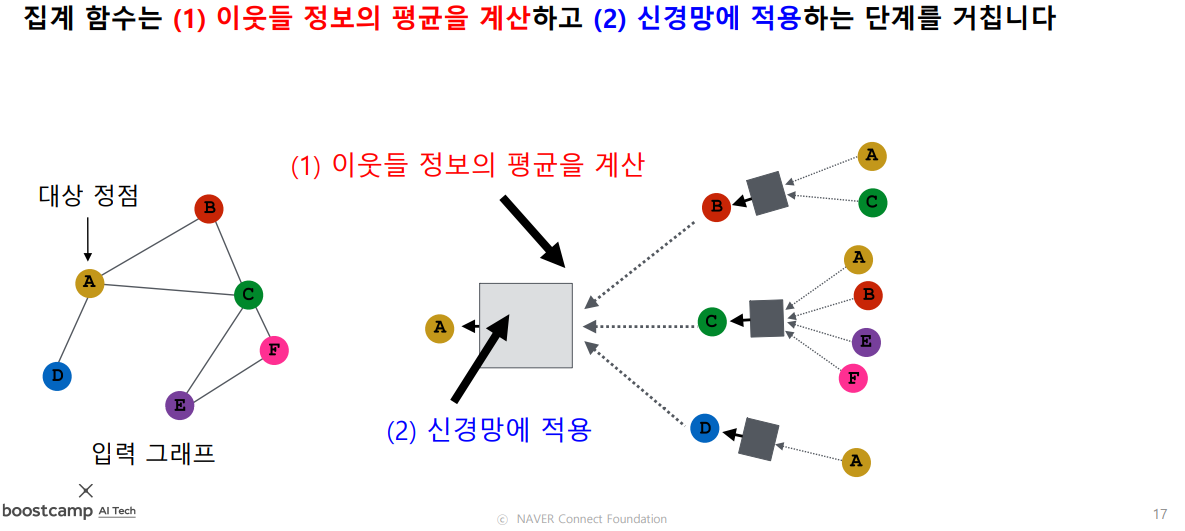 집계 함수는 (1) 이웃들 정보의 평균을 계산하고 (2) 신경망에 적용하는 단계를 거칩니다
(1) 이웃들 정보의 평균을 계산
대상 정점
B
A
C
F
D
E
입력 그래프
A
(2) 신경망에 적용
B
A
C
C
A
B
E
F
D
A
boostcamp AI Tech
ⓒ NAVER Connect Foundation
17